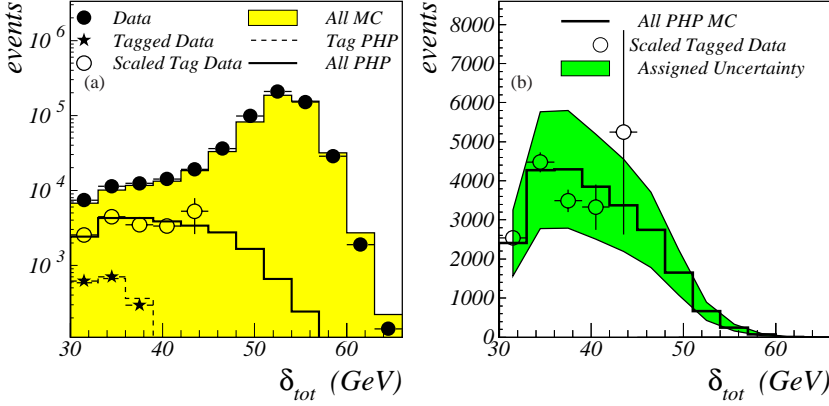 events
10^6
10^5
10^4
10^3
Data
Tagged Data
Scaled Tag Data
All MC
Tag PHP
All PHP
(a)
30 40 50 60
δ_tot (GeV)
events
8000
7000
6000
5000
4000
3000
2000
1000
0
All PHP MC
Scaled Tagged Data
Assigned Uncertainty
(b)
30 40 50 60
δ_tot (GeV)